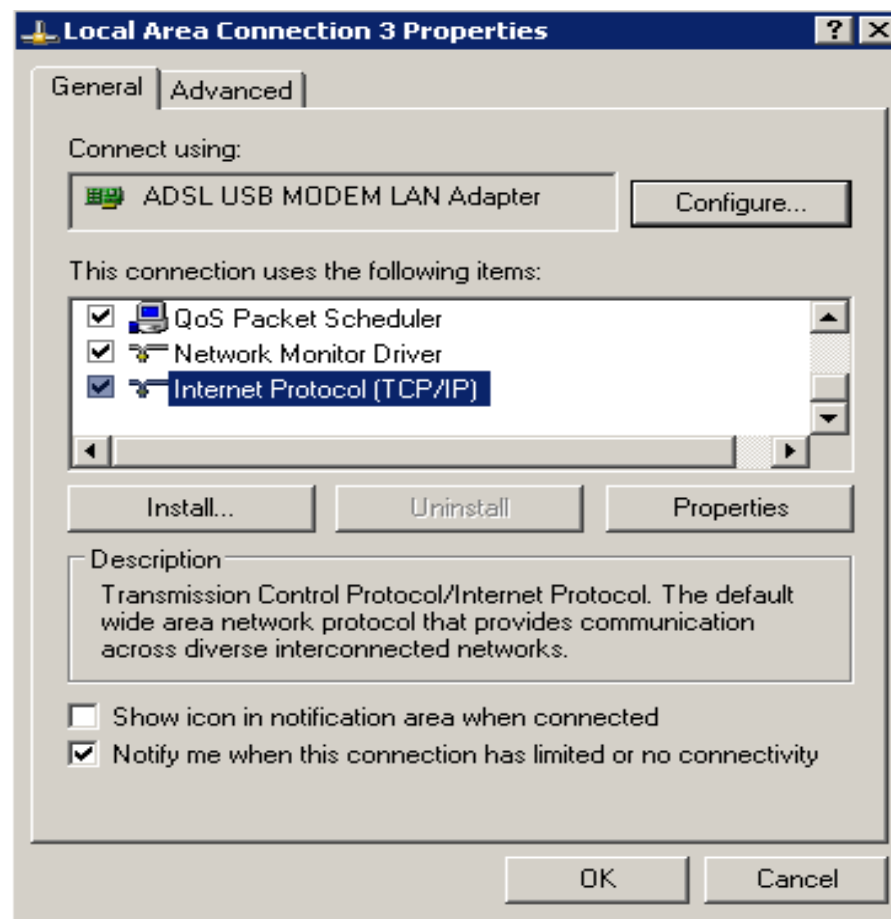 Local Area Connection 3 Properties
General
Advanced
Connect using:
ADSL USB MODEM LAN Adapter
Configure...
This connection uses the following items:
QoS Packet Scheduler
Network Monitor Driver
Internet Protocol (TCP/IP)
Install...
Uninstall
Properties
Description
Transmission Control Protocol/Internet Protocol. The default
wide area network protocol that provides communication
across diverse interconnected networks.
Show icon in notification area when connected
Notify me when this connection has limited or no connectivity
OK
Cancel